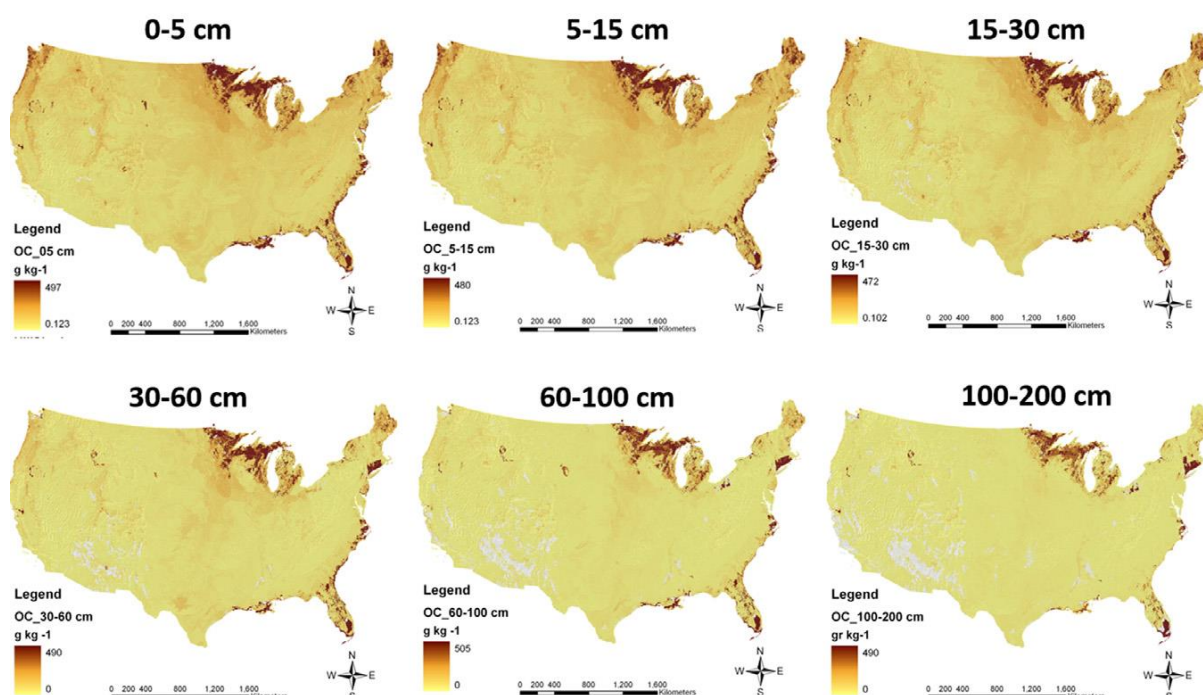 0-5 cm
5-15 cm
15-30 cm
Legend
OC_05 cm
g kg-1
497
0.123
0 200 400 800 1,200 1,600
Kilometers
N
W E
S
Legend
OC_5-15 cm
g kg-1
480
0.123
0 200 400 800 1,200 1,600
Kilometers
N
W E
S
Legend
OC_15-30 cm
g kg-1
472
0.102
0 200 400 800 1,200 1,600
Kilometers
N
W E
S
30-60 cm
60-100 cm
100-200 cm
Legend
OC_30-60 cm
g kg -1
490
0
0 200 400 800 1,200 1,600
Kilometers
N
W E
S
Legend
OC_60-100 cm
g kg -1
505
0
0 200 400 800 1,200 1,600
Kilometers
N
W E
S
Legend
OC_100-200 cm
gr kg-1
490
0
0 200 400 800 1,200 1,600
Kilometers
N
W E
S